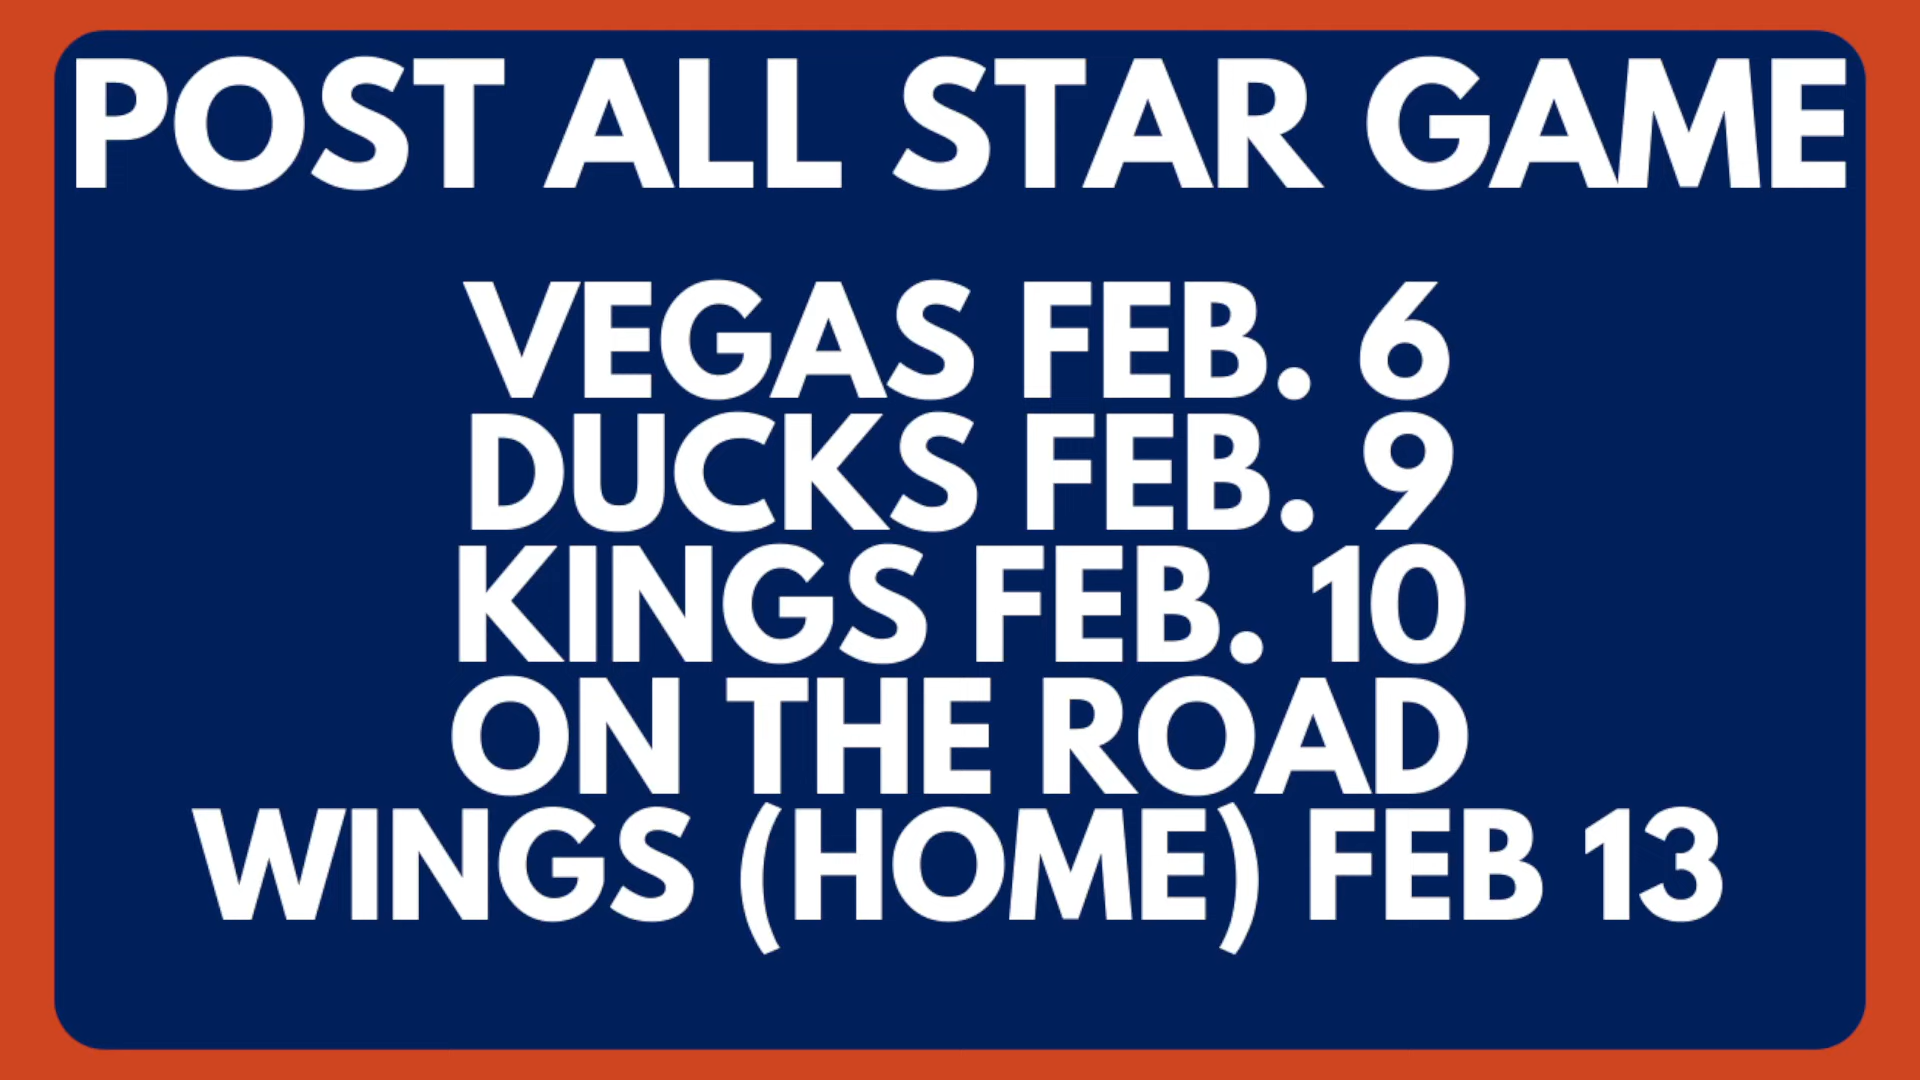 POST ALL STAR GAME
VEGAS FEB. 6
DUCKS FEB. 9
KINGS FEB. 10
ON THE ROAD
WINGS (HOME) FEB 13